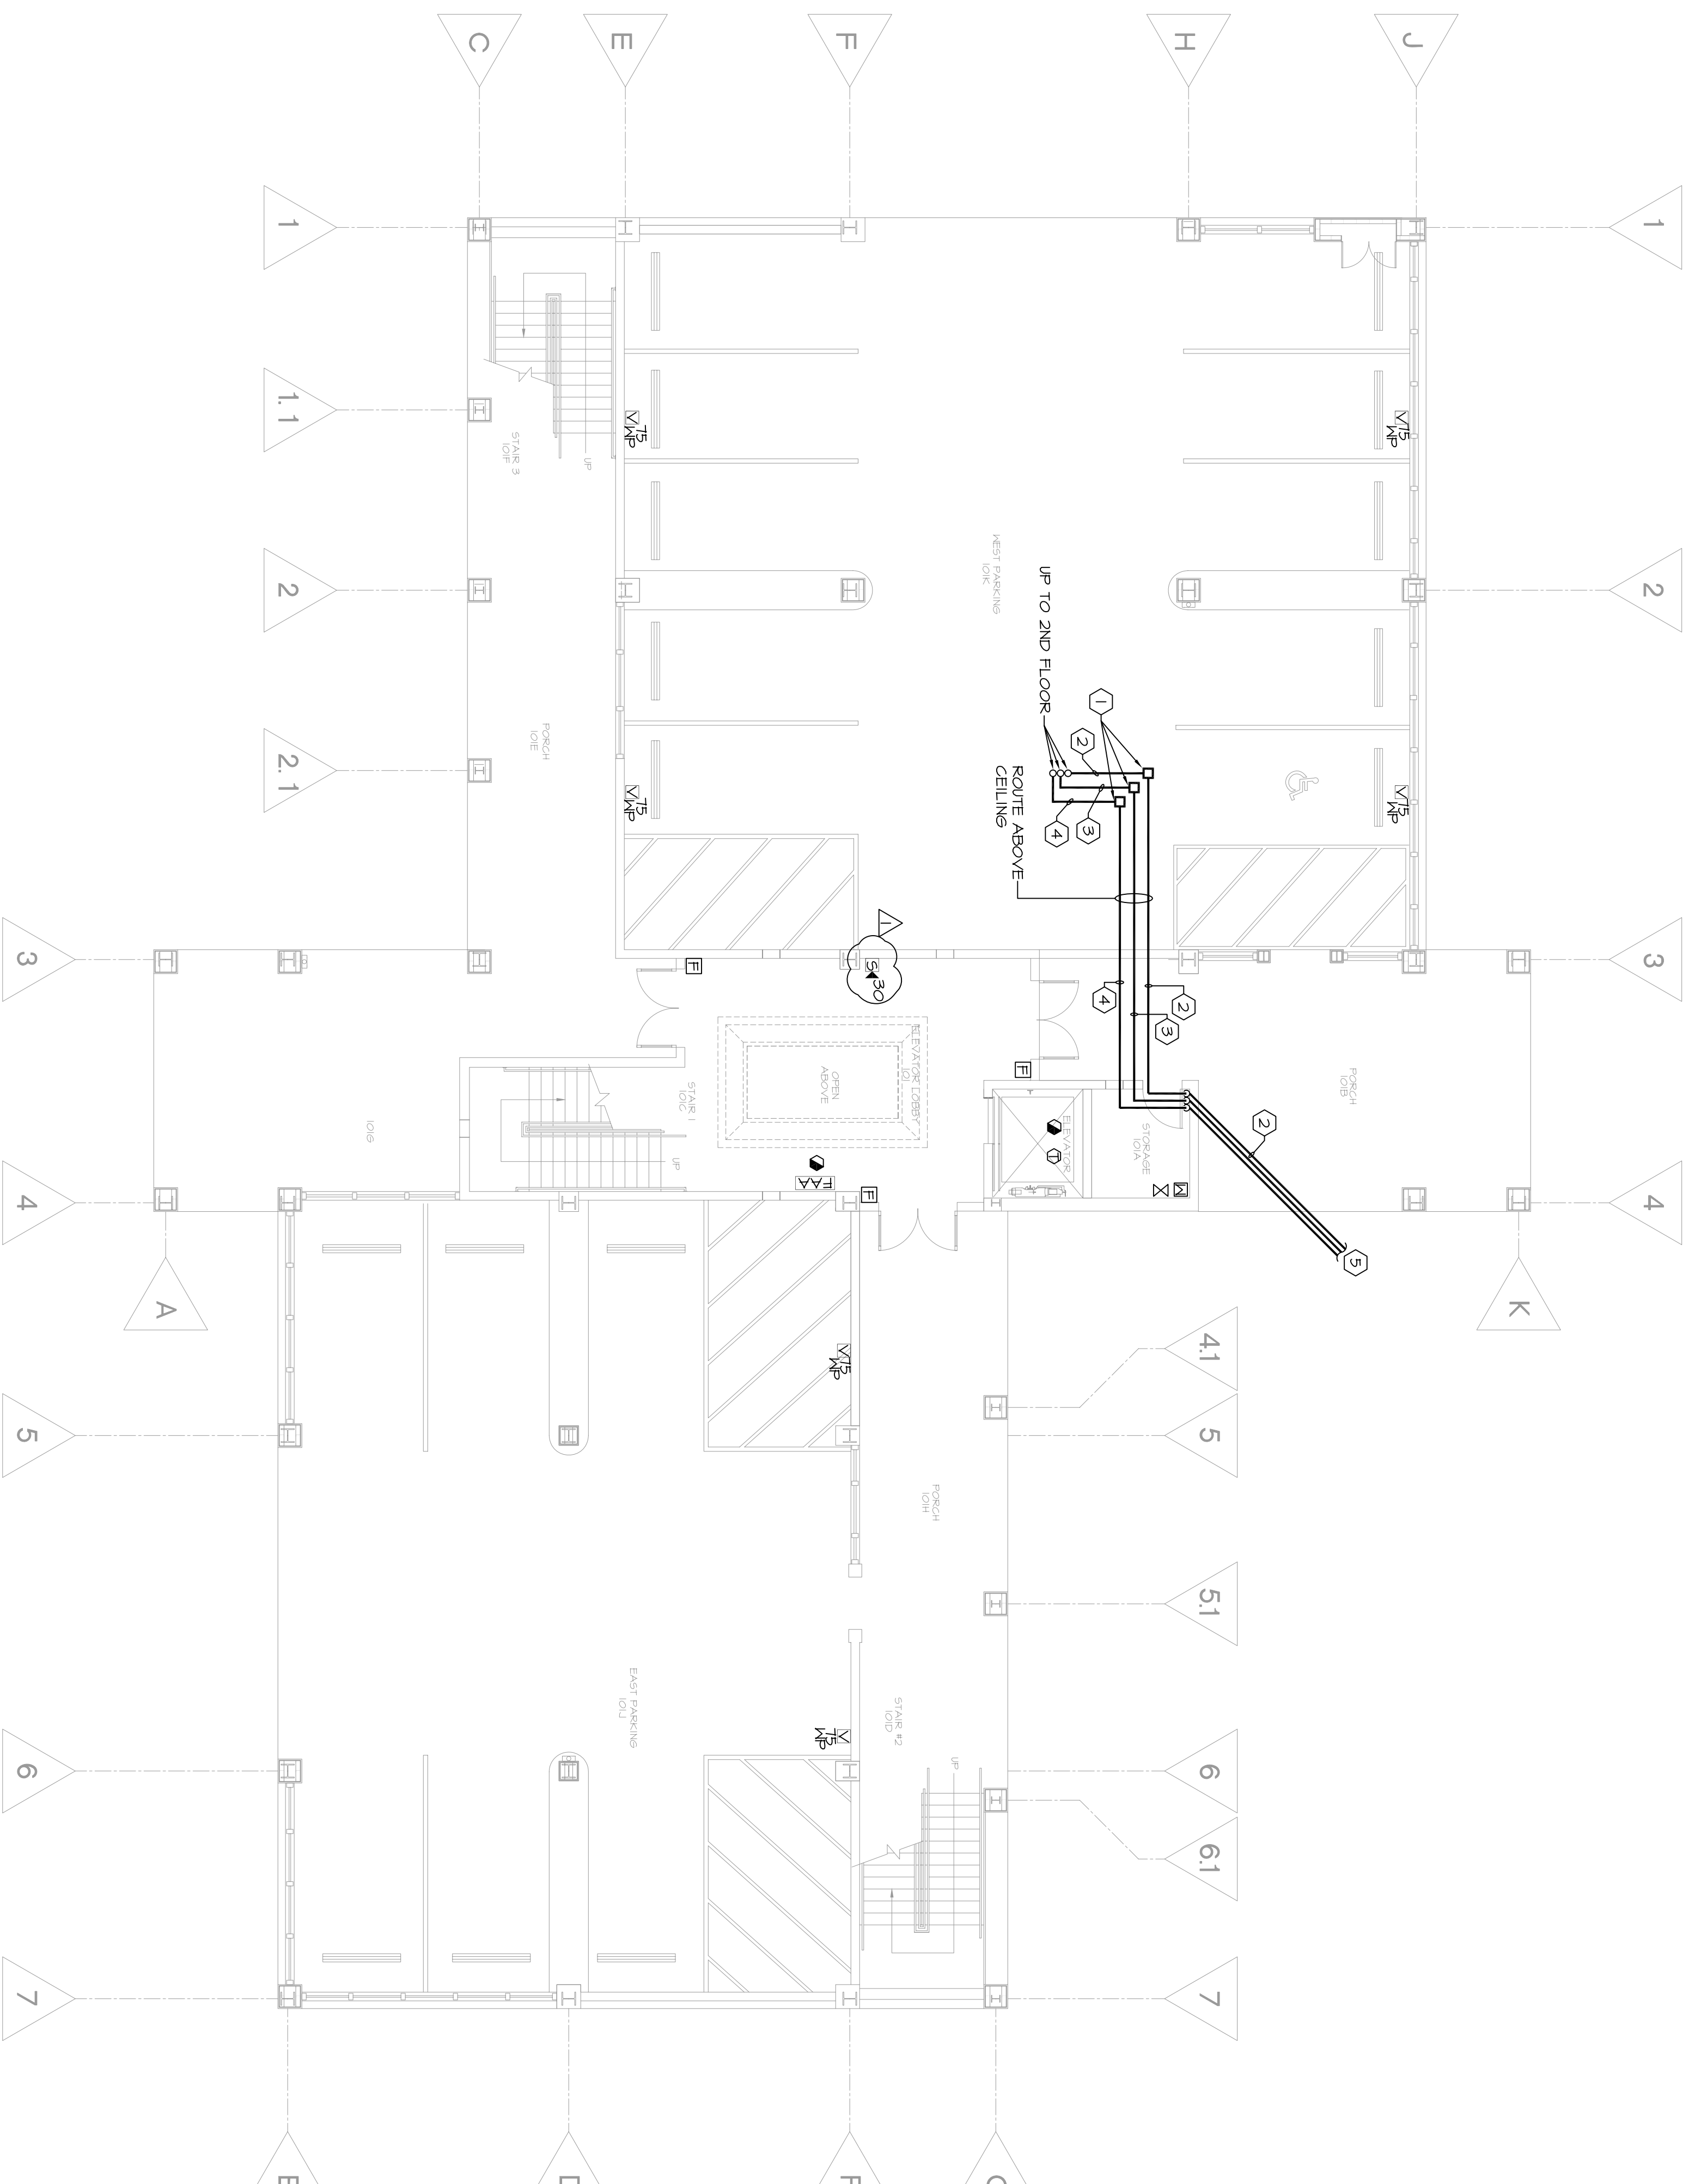 1
2
3
4
K
J
V 75
WP
V 75
WP
5
PORCH
101B
2
4.1
5
5.1
6
6.1
7
H
2
3
STORAGE
101A
W
1
4
2
3
4
UP TO 2ND FLOOR
ROUTE ABOVE
CEILING
ELEVATOR
T
F
WEST PARKING
101K
UP
PORCH
101H
ELEVATOR LOBBY
101
STAIR #2
101D
1
S 30
F
F
V 75
WP
V
75
WP
OPEN
ABOVE
FAA
F
STAIR 1
101C
UP
F
V 75
WP
V 75
WP
EAST PARKING
101J
E
UP
STAIR 3
101F
PORCH
101E
C
101G
1
1.1
2
2.1
A
3
4
5
6
7